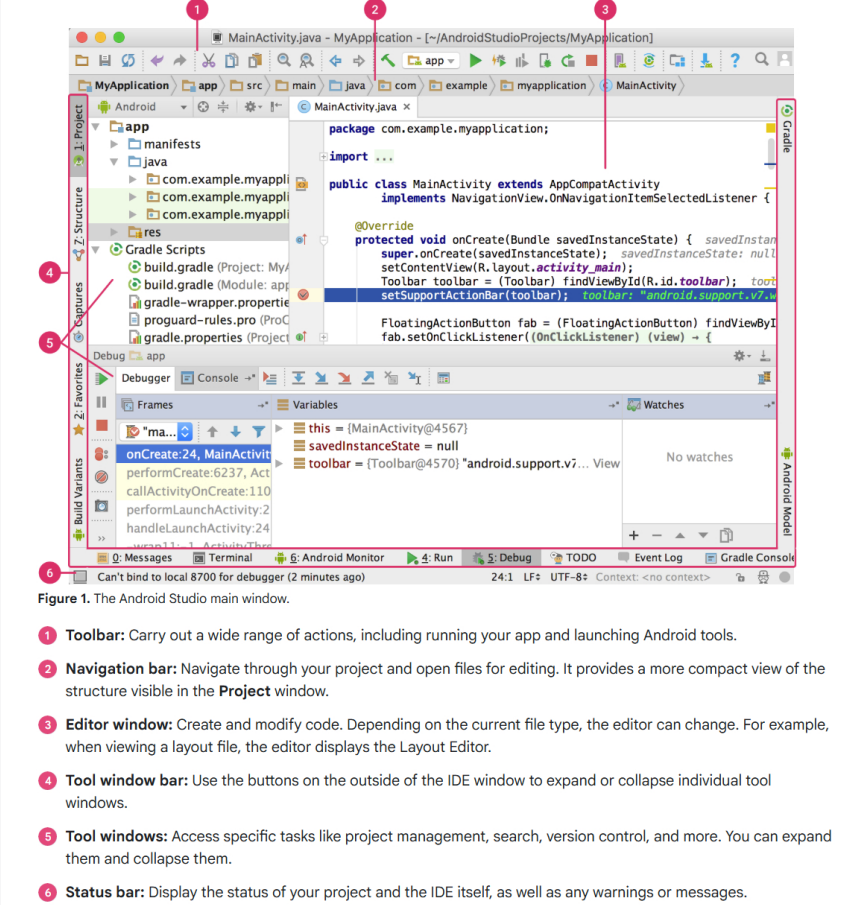 1
2
3
MainActivity.java - MyApplication - [~/AndroidStudioProjects/MyApplication]
app
MyApplication app src main java com example myapplication MainActivity
1: Project
Z: Structure
Captures
2: Favorites
Build Variants
Android
MainActivity.java ×
app
manifests
java
com.example.myappli
com.example.myappli
com.example.myappli
res
Gradle Scripts
build.gradle (Project: MyA
build.gradle (Module: app
gradle-wrapper.propertie
proguard-rules.pro (ProG
gradle.properties (Project
package com.example.myapplication;
import ...
public class MainActivity extends AppCompatActivity
implements NavigationView.OnNavigationItemSelectedListener {
@Override
protected void onCreate(Bundle savedInstanceState) { savedInstan
super.onCreate(savedInstanceState); savedInstanceState: null
setContentView(R.layout.activity_main);
Toolbar toolbar = (Toolbar) findViewById(R.id.toolbar); tool
setSupportActionBar(toolbar); toolbar: "android.support.v7.w
FloatingActionButton fab = (FloatingActionButton) findViewByI
fab.setOnClickListener((OnClickListener) (view) → {
Gradle
Android Model
4
5
Debug app
Debugger Console
Frames Variables Watches
"ma...
onCreate:24, MainActivit
performCreate:6237, Act
callActivityOnCreate:110
performLaunchActivity:2
handleLaunchActivity:24
this = {MainActivity@4567}
savedInstanceState = null
toolbar = {Toolbar@4570} "android.support.v7... View
No watches
0: Messages Terminal 6: Android Monitor 4: Run 5: Debug TODO Event Log Gradle Console
6
Can't bind to local 8700 for debugger (2 minutes ago) 24:1 LF÷ UTF-8÷ Context: <no context>
Figure 1. The Android Studio main window.
1 Toolbar: Carry out a wide range of actions, including running your app and launching Android tools.
2 Navigation bar: Navigate through your project and open files for editing. It provides a more compact view of the
structure visible in the Project window.
3 Editor window: Create and modify code. Depending on the current file type, the editor can change. For example,
when viewing a layout file, the editor displays the Layout Editor.
4 Tool window bar: Use the buttons on the outside of the IDE window to expand or collapse individual tool
windows.
5 Tool windows: Access specific tasks like project management, search, version control, and more. You can expand
them and collapse them.
6 Status bar: Display the status of your project and the IDE itself, as well as any warnings or messages.